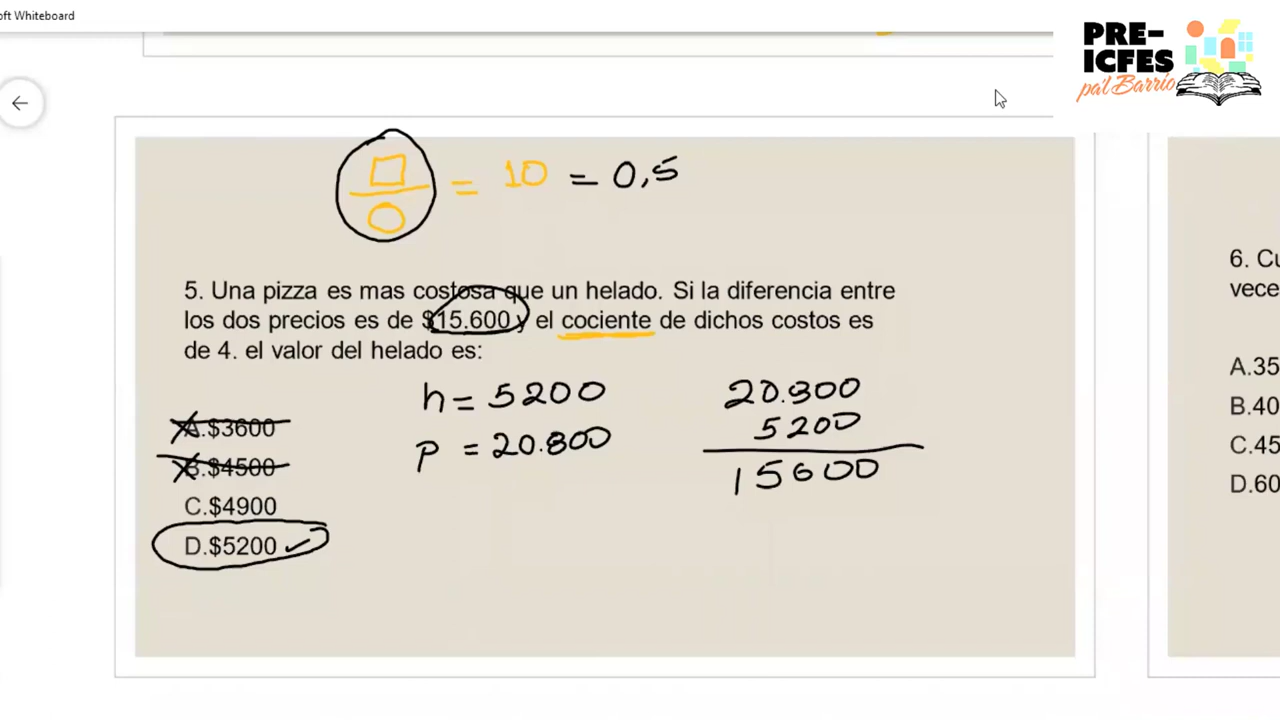 oft Whiteboard
PRE-
ICFES
pa'l Barrio
= 10 = 0,5
5. Una pizza es mas costosa que un helado. Si la diferencia entre
los dos precios es de $15.600 y el cociente de dichos costos es
de 4. el valor del helado es:
h = 5200
p = 20.800
20.800
5200
15600
A.$3600
B.$4500
C.$4900
D.$5200
6. Cu
vece
A.35
B.40
C.45
D.60